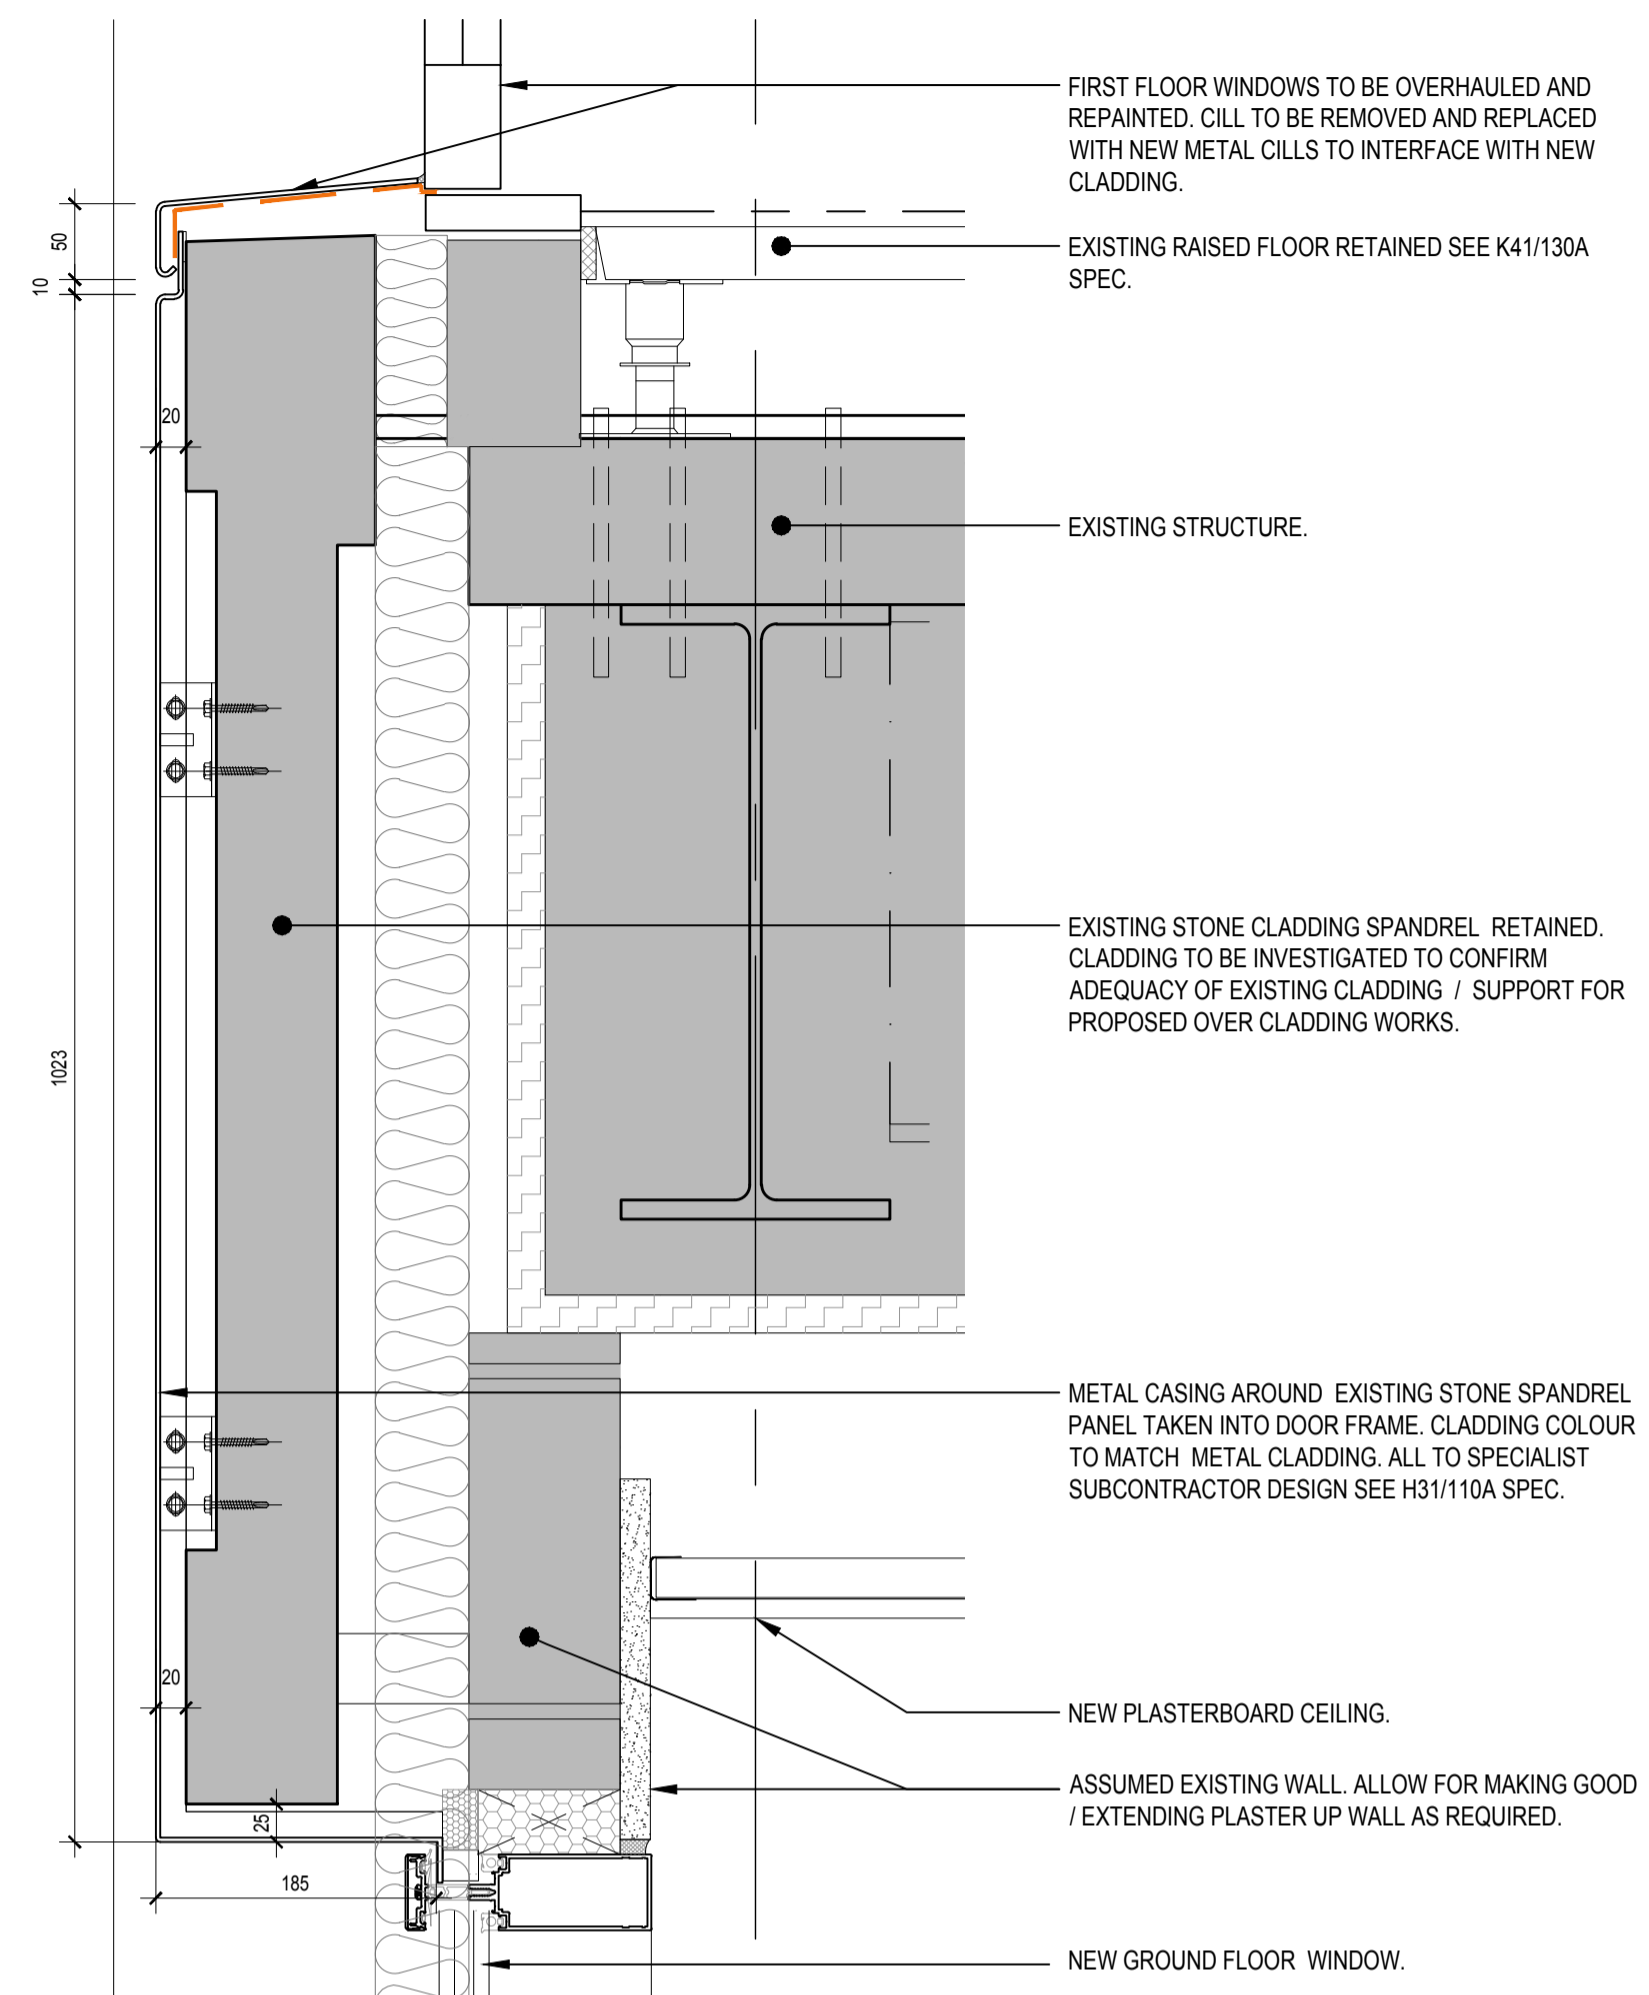 FIRST FLOOR WINDOWS TO BE OVERHAULED AND
REPAINTED. CILL TO BE REMOVED AND REPLACED
WITH NEW METAL CILLS TO INTERFACE WITH NEW
CLADDING.
50
EXISTING RAISED FLOOR RETAINED SEE K41/130A
SPEC.
10
20
EXISTING STRUCTURE.
EXISTING STONE CLADDING SPANDREL RETAINED.
CLADDING TO BE INVESTIGATED TO CONFIRM
ADEQUACY OF EXISTING CLADDING / SUPPORT FOR
PROPOSED OVER CLADDING WORKS.
1023
METAL CASING AROUND EXISTING STONE SPANDREL
PANEL TAKEN INTO DOOR FRAME. CLADDING COLOUR
TO MATCH METAL CLADDING. ALL TO SPECIALIST
SUBCONTRACTOR DESIGN SEE H31/110A SPEC.
20
NEW PLASTERBOARD CEILING.
ASSUMED EXISTING WALL. ALLOW FOR MAKING GOOD
/ EXTENDING PLASTER UP WALL AS REQUIRED.
25
185
NEW GROUND FLOOR WINDOW.